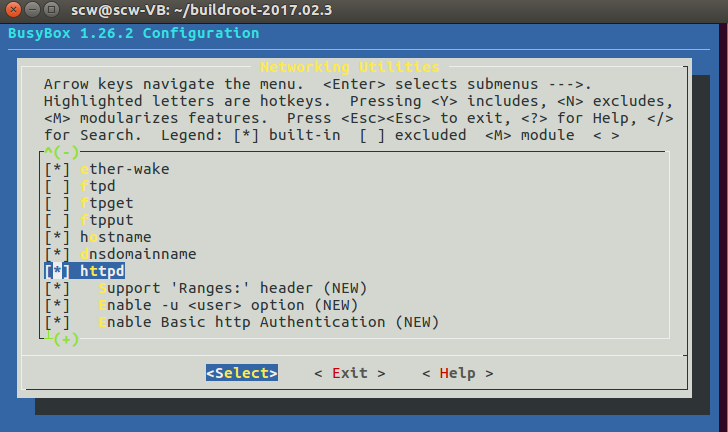 scw@scw-VB: ~/buildroot-2017.02.3
BusyBox 1.26.2 Configuration
Networking Utilities
Arrow keys navigate the menu.  <Enter> selects submenus --->.
Highlighted letters are hotkeys.  Pressing <Y> includes, <N> excludes,
<M> modularizes features.  Press <Esc><Esc> to exit, <?> for Help, </>
for Search.  Legend: [*] built-in  [ ] excluded  <M> module  < >
^(-)
[*] ether-wake
[ ] ftpd
[ ] ftpget
[ ] ftpput
[*] hostname
[*] dnsdomainname
[*] httpd
[*]   Support 'Ranges:' header (NEW)
[*]   Enable -u <user> option (NEW)
[*]   Enable Basic http Authentication (NEW)
┴(+)
<Select>    < Exit >    < Help >